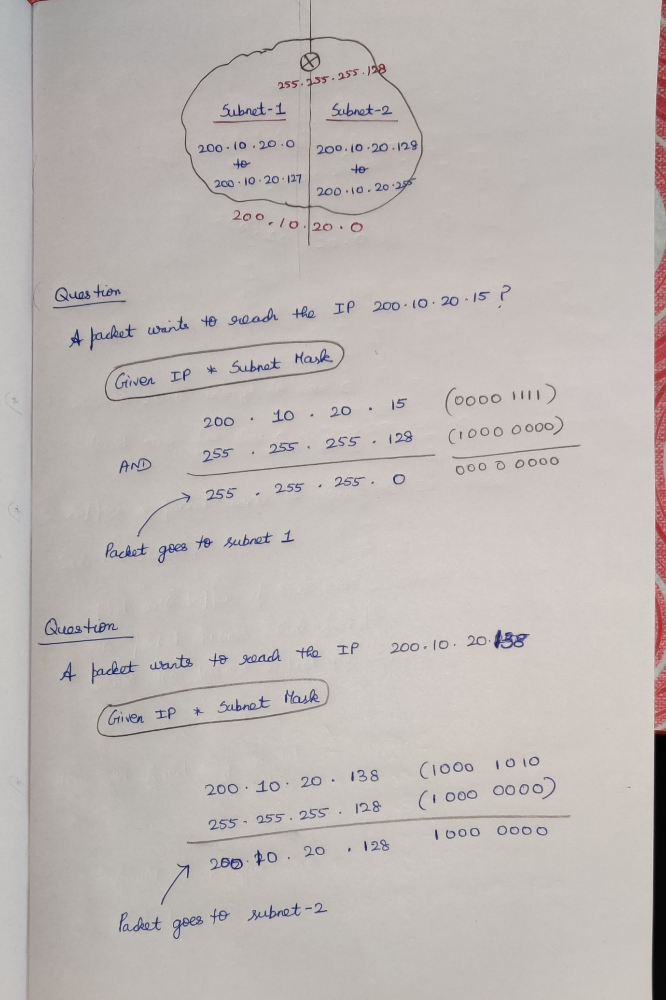 255.255.255.128
Subnet-1 Subnet-2
200.10.20.0 200.10.20.128
to to
200.10.20.127 200.10.20.255
200.10.20.0
Question
A packet wants to reach the IP 200.10.20.15?
Given IP * Subnet Mask
200 . 10 . 20 . 15 (0000 1111)
AND 255 . 255 . 255 . 128 (1000 0000)
255 . 255 . 255 . 0 0000 0000
Packet goes to subnet 1
Question
A packet wants to reach the IP 200.10.20.138
Given IP * Subnet Mask
200.10.20.138 (1000 1010
255.255.255.128 (1000 0000)
200.10.20.128 1000 0000
Packet goes to subnet-2